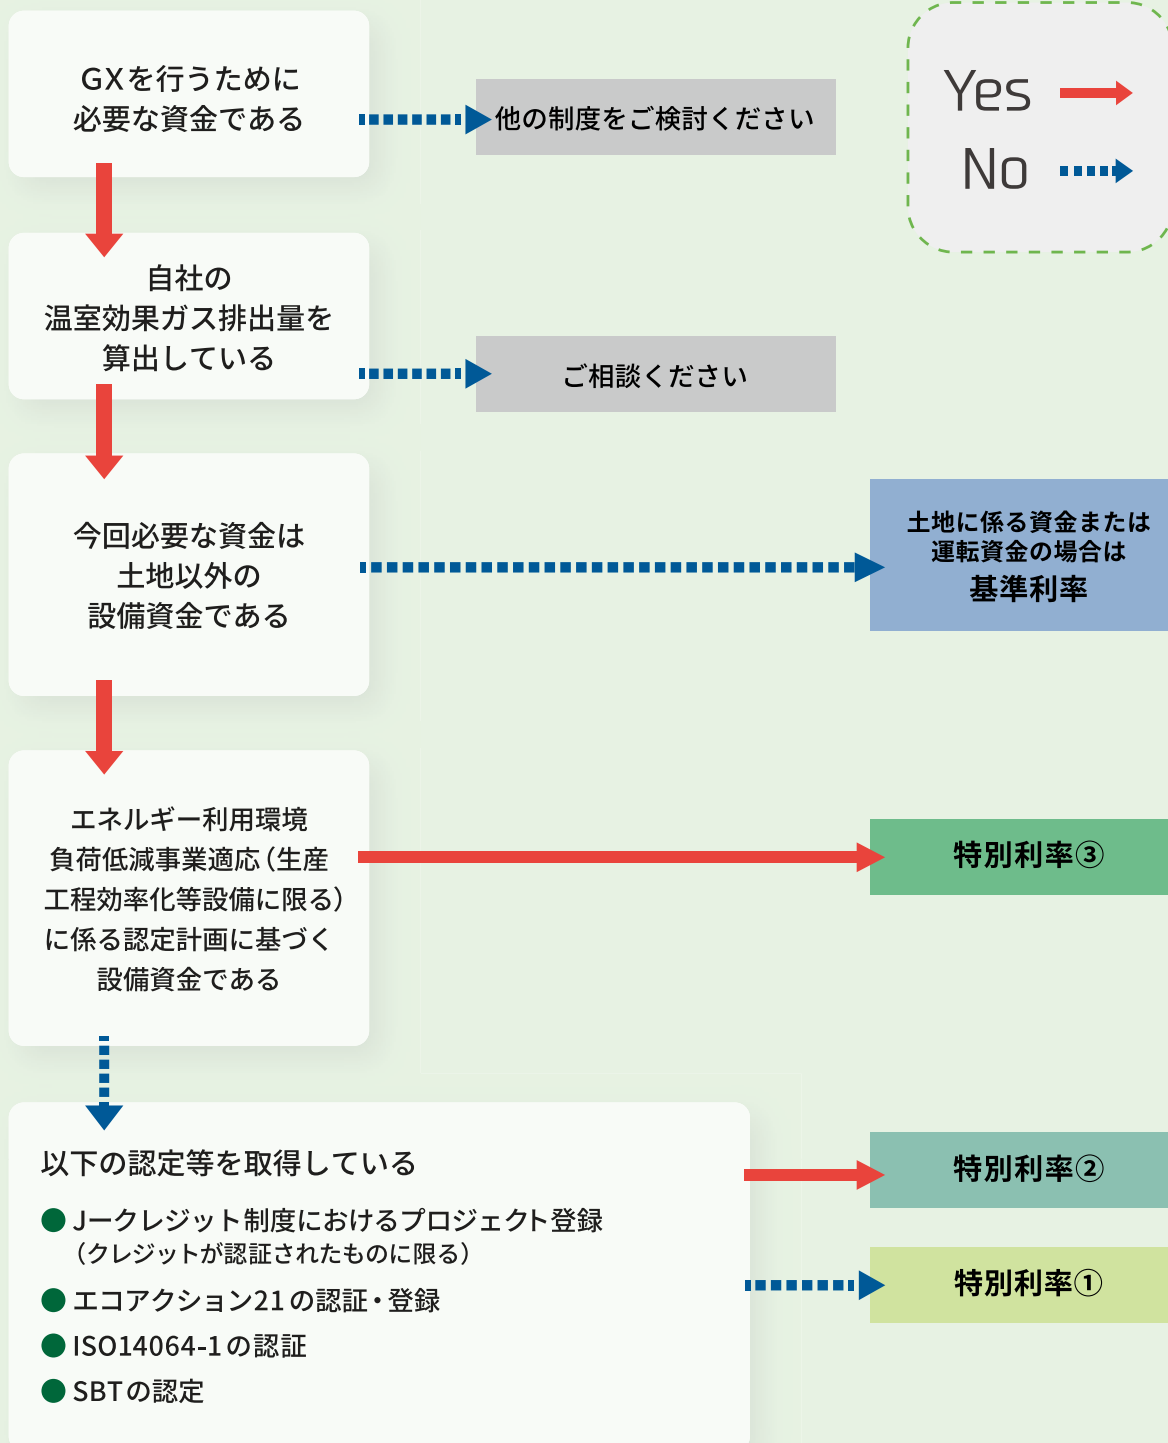 GXを行うために
必要な資金である
他の制度をご検討ください
Yes
No
自社の
温室効果ガス排出量を
算出している
ご相談ください
今回必要な資金は
土地以外の
設備資金である
土地に係る資金または
運転資金の場合は
基準利率
エネルギー利用環境
負荷低減事業適応（生産
工程効率化等設備に限る）
に係る認定計画に基づく
設備資金である
特別利率③
以下の認定等を取得している
●Jークレジット制度におけるプロジェクト登録
（クレジットが認証されたものに限る）
●エコアクション21の認証・登録
●ISO14064-1の認証
●SBTの認定
特別利率②
特別利率①